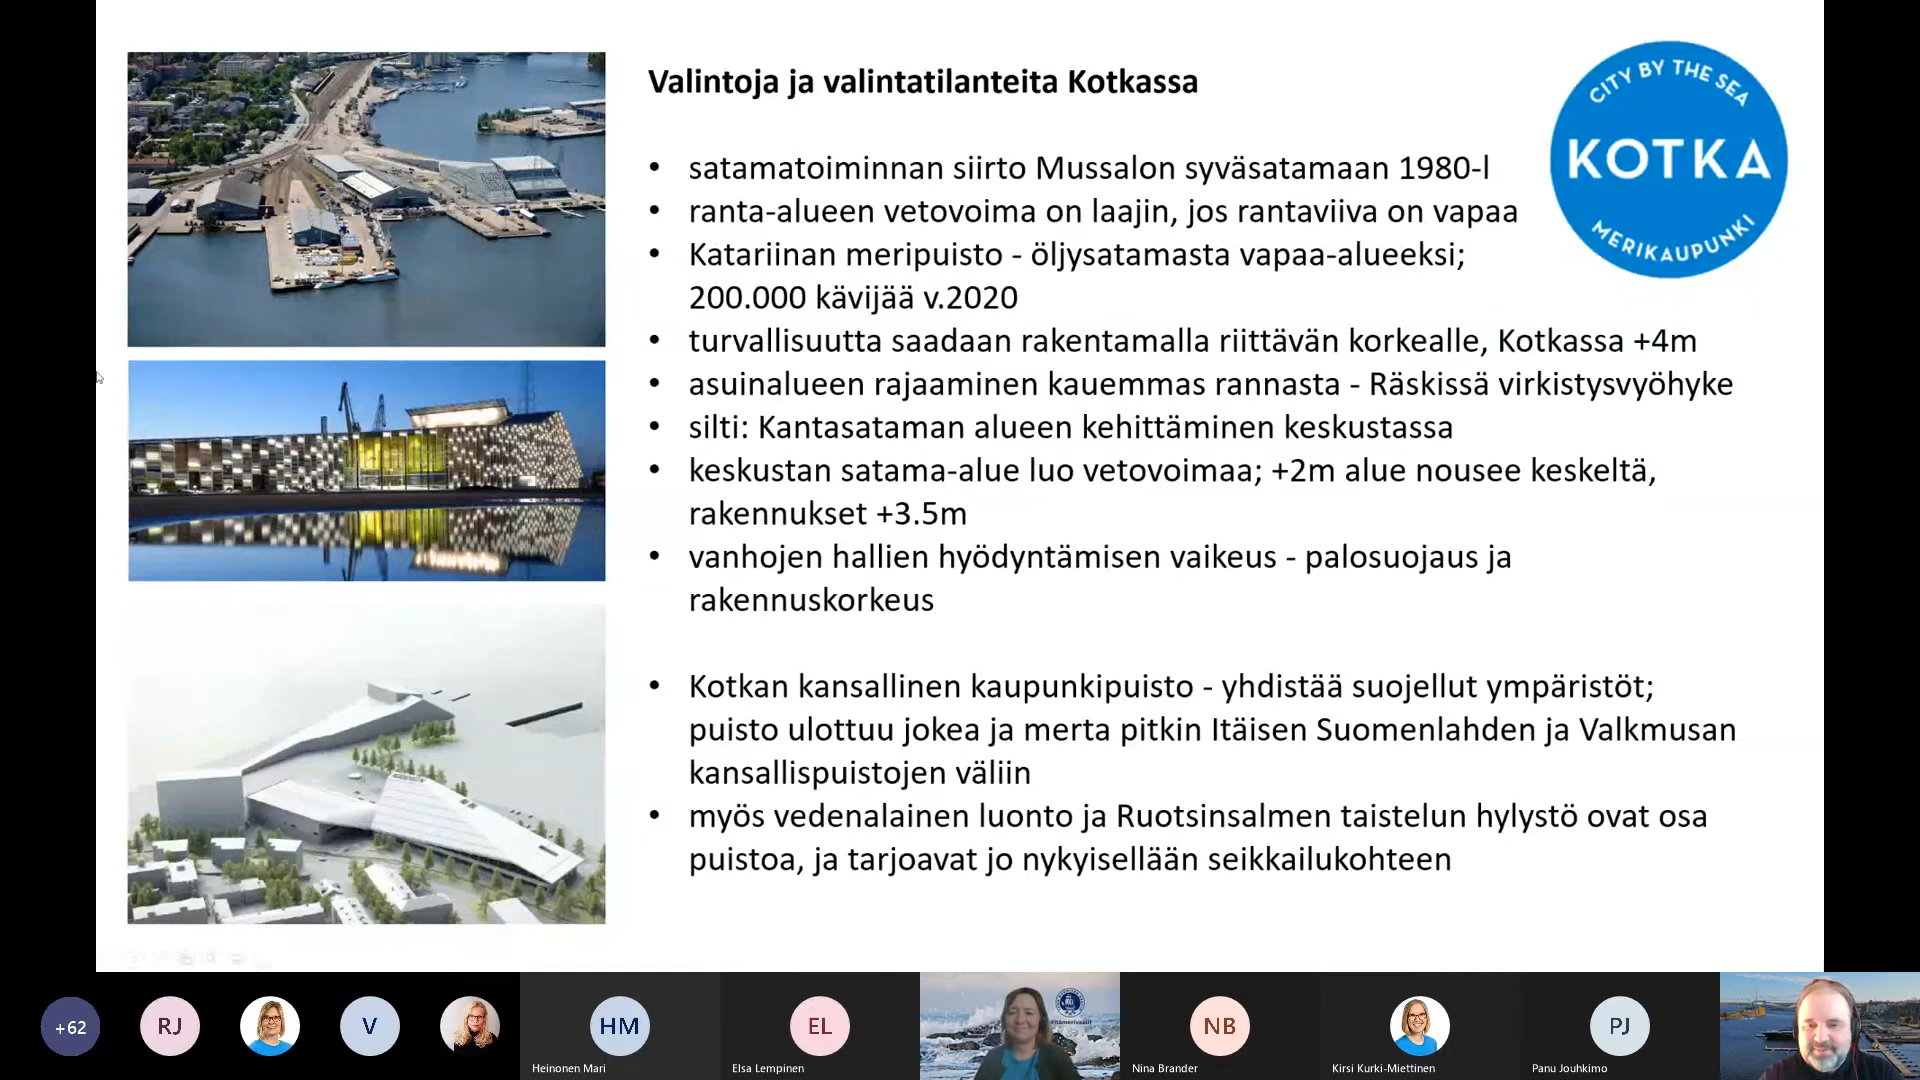 Valintoja ja valintatilanteita Kotkassa
• satamatoiminnan siirto Mussalon syväsatamaan 1980-l
• ranta-alueen vetovoima on laajin, jos rantaviiva on vapaa
• Katariinan meripuisto - öljysatamasta vapaa-alueeksi;
200.000 kävijää v.2020
• turvallisuutta saadaan rakentamalla riittävän korkealle, Kotkassa +4m
• asuinalueen rajaaminen kauemmas rannasta - Räskissä virkistysvyöhyke
• silti: Kantasataman alueen kehittäminen keskustassa
• keskustan satama-alue luo vetovoimaa; +2m alue nousee keskeltä,
rakennukset +3.5m
• vanhojen hallien hyödyntämisen vaikeus - palosuojaus ja
rakennuskorkeus
• Kotkan kansallinen kaupunkipuisto - yhdistää suojellut ympäristöt;
puisto ulottuu jokea ja merta pitkin Itäisen Suomenlahden ja Valkmusan
kansallispuistojen väliin
• myös vedenalainen luonto ja Ruotsinsalmen taistelun hylystö ovat osa
puistoa, ja tarjoavat jo nykyisellään seikkailukohteen
CITY BY THE SEA
KOTKA
MERIKAUPUNKI
+62
RJ
V
HM
Heinonen Mari
EL
Elsa Lempinen
#itämerivaalit
NB
Nina Brander
Kirsi Kurki-Miettinen
PJ
Panu Jouhkimo